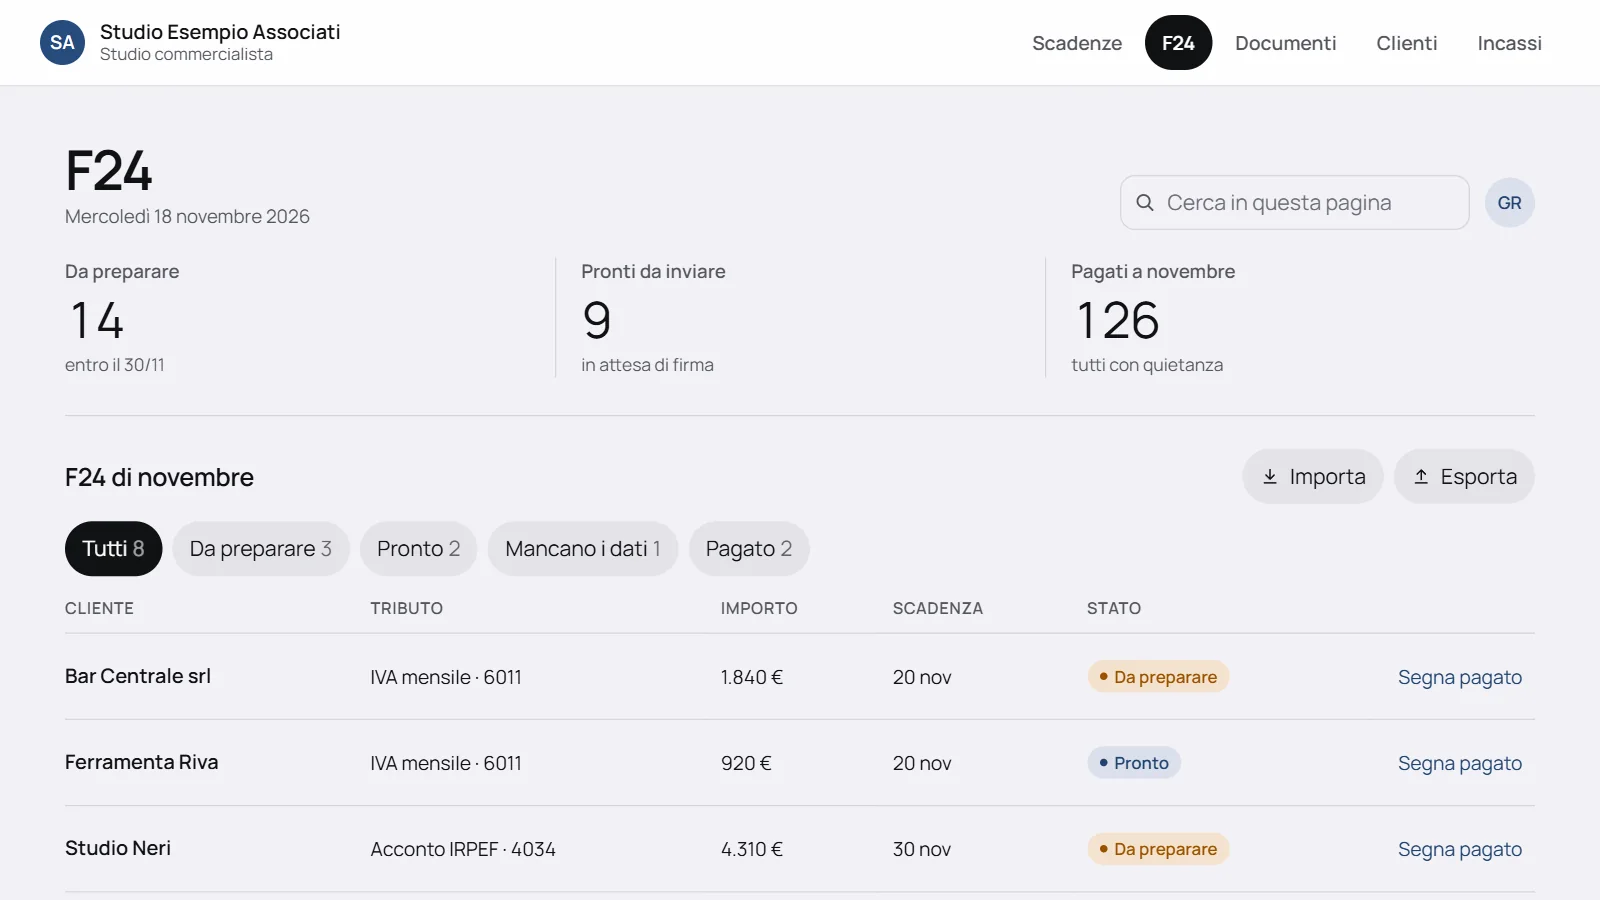 SA
Studio Esempio Associati
Studio commercialista
Scadenze
F24
Documenti
Clienti
Incassi
F24
Mercoledì 18 novembre 2026
Cerca in questa pagina
GR
Da preparare
14
entro il 30/11
Pronti da inviare
9
in attesa di firma
Pagati a novembre
126
tutti con quietanza
F24 di novembre
Importa
Esporta
Tutti 8
Da preparare 3
Pronto 2
Mancano i dati 1
Pagato 2
CLIENTE TRIBUTO IMPORTO SCADENZA STATO
Bar Centrale srl IVA mensile · 6011 1.840 € 20 nov Da preparare Segna pagato
Ferramenta Riva IVA mensile · 6011 920 € 20 nov Pronto Segna pagato
Studio Neri Acconto IRPEF · 4034 4.310 € 30 nov Da preparare Segna pagato